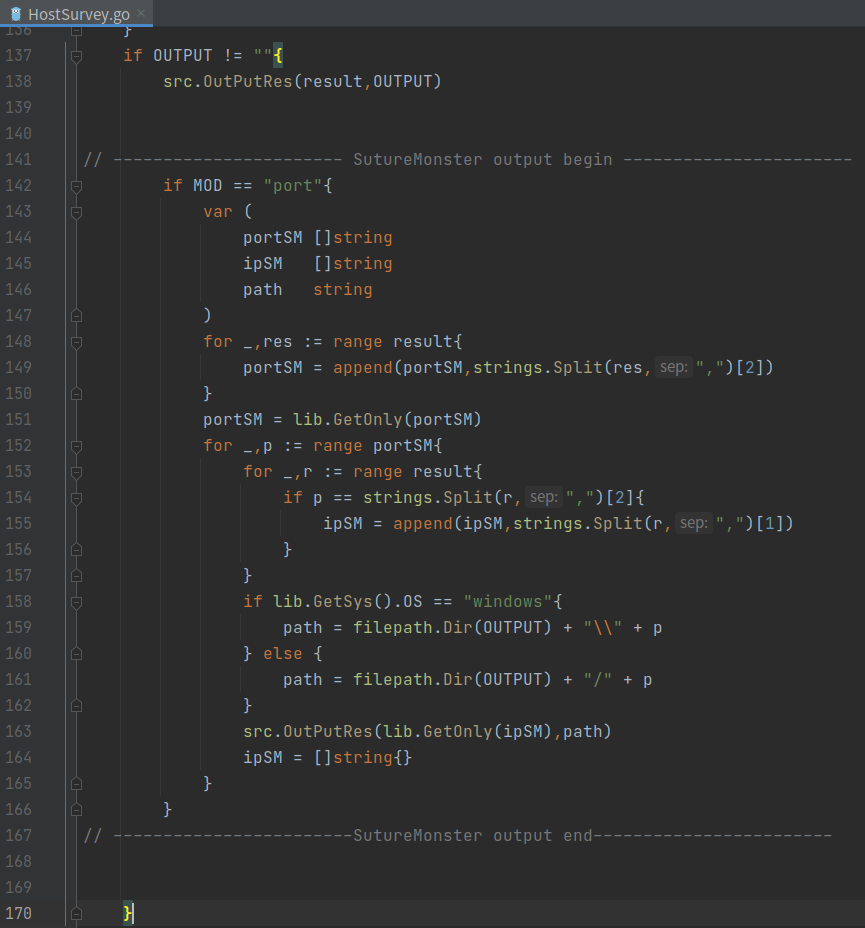 HostSurvey.go ×
136 }
137 if OUTPUT != ""{
138 src.OutPutRes(result,OUTPUT)
139
140
141 // ----------------------- SutureMonster output begin -----------------------
142 if MOD == "port"{
143 var (
144 portSM []string
145 ipSM   []string
146 path   string
147 )
148 for _,res := range result{
149 portSM = append(portSM,strings.Split(res, sep: ",")[2])
150 }
151 portSM = lib.GetOnly(portSM)
152 for _,p := range portSM{
153 for _,r := range result{
154 if p == strings.Split(r, sep: ",")[2]{
155 ipSM = append(ipSM,strings.Split(r, sep: ",")[1])
156 }
157 }
158 if lib.GetSys().OS == "windows"{
159 path = filepath.Dir(OUTPUT) + "\\" + p
160 } else {
161 path = filepath.Dir(OUTPUT) + "/" + p
162 }
163 src.OutPutRes(lib.GetOnly(ipSM),path)
164 ipSM = []string{}
165 }
166 }
167 // ------------------------SutureMonster output end------------------------
168
169
170 }